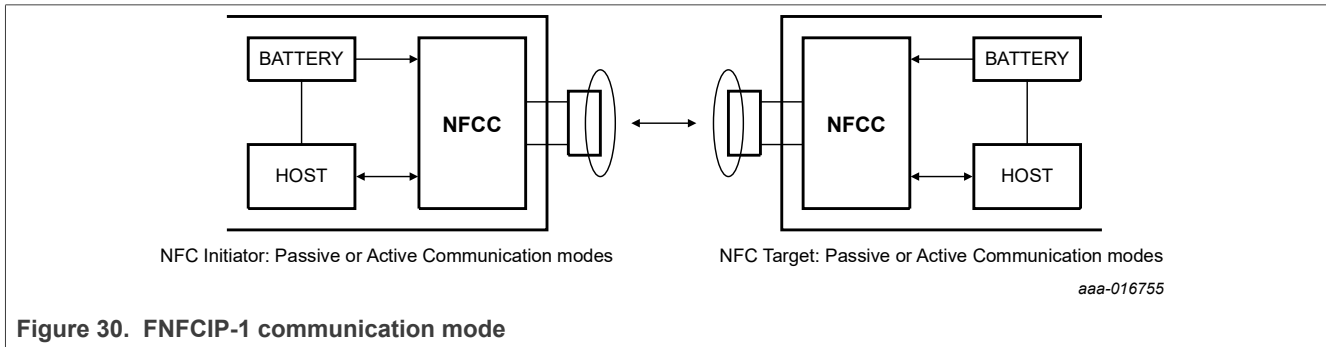 BATTERY
NFCC
HOST
BATTERY
NFCC
HOST
NFC Initiator: Passive or Active Communication modes
NFC Target: Passive or Active Communication modes
aaa-016755
Figure 30. FNFCIP-1 communication mode